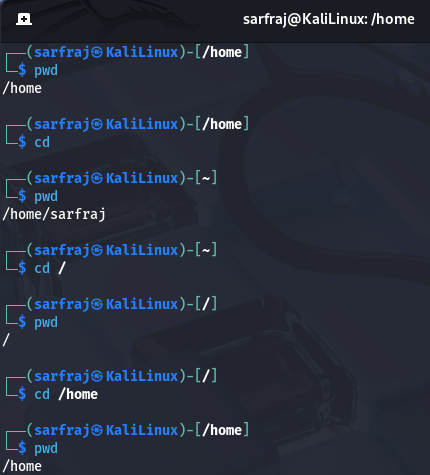 sarfraj@KaliLinux: /home
┌──(sarfraj㉿KaliLinux)-[/home]
└─$ pwd
/home
┌──(sarfraj㉿KaliLinux)-[/home]
└─$ cd
┌──(sarfraj㉿KaliLinux)-[~]
└─$ pwd
/home/sarfraj
┌──(sarfraj㉿KaliLinux)-[~]
└─$ cd /
┌──(sarfraj㉿KaliLinux)-[/]
└─$ pwd
/
┌──(sarfraj㉿KaliLinux)-[/]
└─$ cd /home
┌──(sarfraj㉿KaliLinux)-[/home]
└─$ pwd
/home